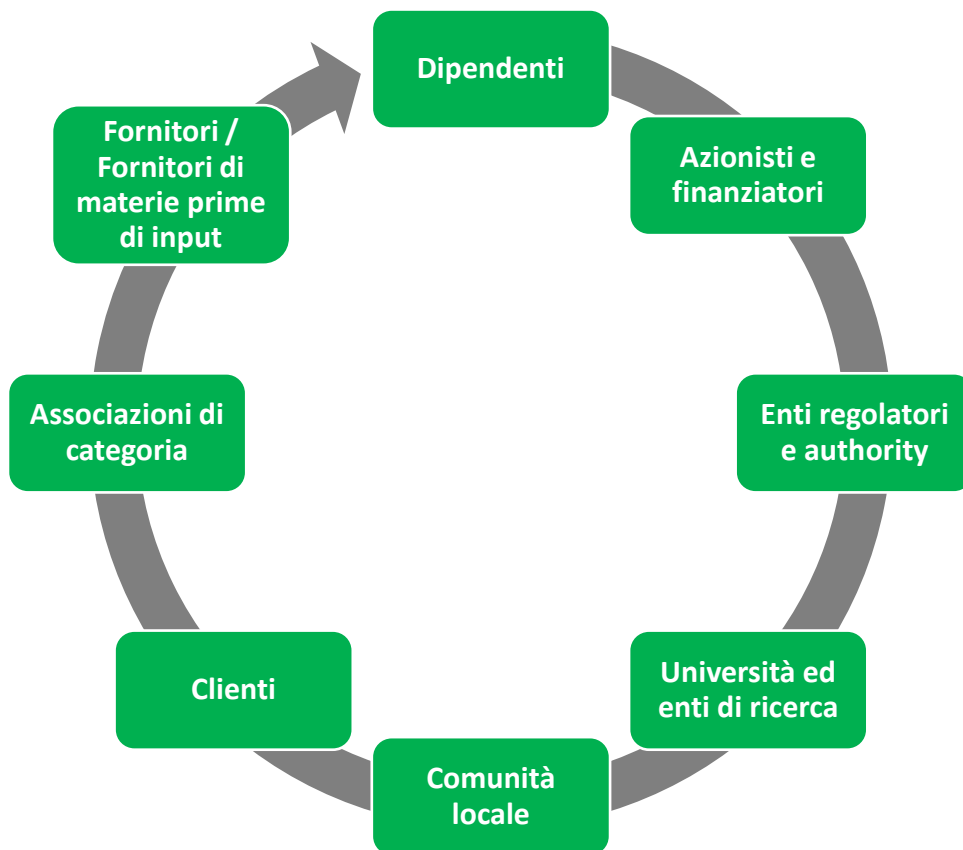 Dipendenti
Azionisti e
finanziatori
Enti regolatori
e authority
Università ed
enti di ricerca
Comunità
locale
Clienti
Associazioni di
categoria
Fornitori /
Fornitori di
materie prime
di input